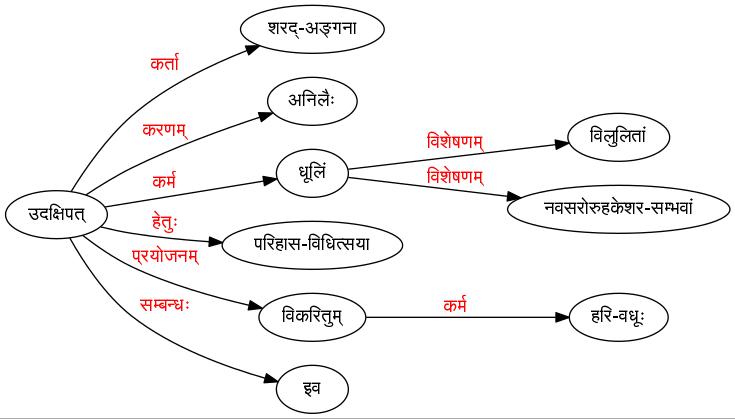 शरद्-अङ्गना
कर्ता
अनिलैः
करणम्
विलुलितां
विशेषणम्
धूलिं
कर्म
विशेषणम्
नवसरोरुहकेशर-सम्भवां
उदक्षिपत्
हेतुः
परिहास-विधित्सया
प्रयोजनम्
सम्बन्धः
विकरितुम्
कर्म
हरि-वधूः
इव